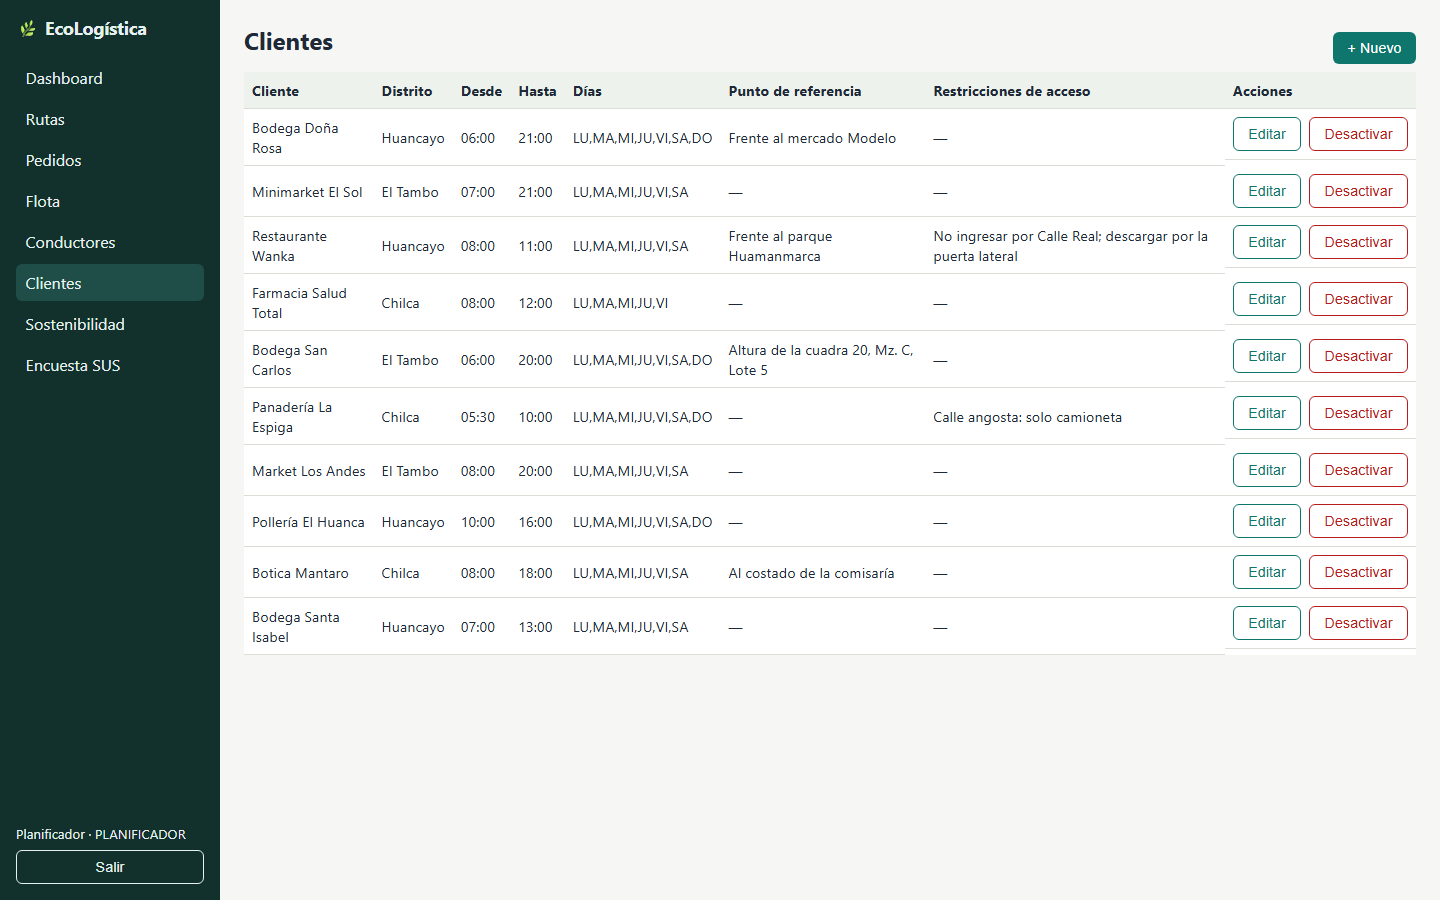 EcoLogística
Dashboard
Rutas
Pedidos
Flota
Conductores
Clientes
Sostenibilidad
Encuesta SUS
Planificador · PLANIFICADOR
Salir
Clientes
+ Nuevo
Cliente Distrito Desde Hasta Días Punto de referencia Restricciones de acceso Acciones
Bodega Doña
Rosa
Huancayo 06:00 21:00 LU,MA,MI,JU,VI,SA,DO Frente al mercado Modelo — Editar Desactivar
Minimarket El Sol El Tambo 07:00 21:00 LU,MA,MI,JU,VI,SA — — Editar Desactivar
Restaurante
Wanka
Huancayo 08:00 11:00 LU,MA,MI,JU,VI,SA
Frente al parque
Huamanmarca
No ingresar por Calle Real; descargar por la
puerta lateral
Editar Desactivar
Farmacia Salud
Total
Chilca 08:00 12:00 LU,MA,MI,JU,VI — — Editar Desactivar
Bodega San
Carlos
El Tambo 06:00 20:00 LU,MA,MI,JU,VI,SA,DO
Altura de la cuadra 20, Mz. C,
Lote 5
— Editar Desactivar
Panadería La
Espiga
Chilca 05:30 10:00 LU,MA,MI,JU,VI,SA,DO — Calle angosta: solo camioneta Editar Desactivar
Market Los Andes El Tambo 08:00 20:00 LU,MA,MI,JU,VI,SA — — Editar Desactivar
Pollería El Huanca Huancayo 10:00 16:00 LU,MA,MI,JU,VI,SA,DO — — Editar Desactivar
Botica Mantaro Chilca 08:00 18:00 LU,MA,MI,JU,VI,SA Al costado de la comisaría — Editar Desactivar
Bodega Santa
Isabel
Huancayo 07:00 13:00 LU,MA,MI,JU,VI,SA — — Editar Desactivar